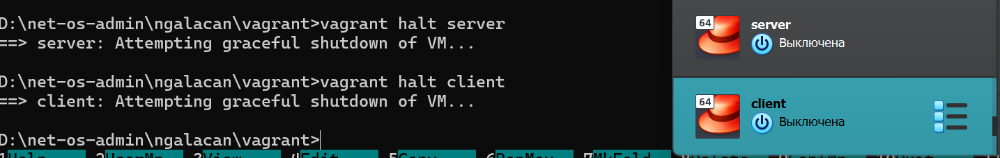 D:\net-os-admin\ngalacan\vagrant>vagrant halt server
==> server: Attempting graceful shutdown of VM...
D:\net-os-admin\ngalacan\vagrant>vagrant halt client
==> client: Attempting graceful shutdown of VM...
D:\net-os-admin\ngalacan\vagrant>
1Help 2UserMn 3View 4Edit 5Copy 6RenMov 7MkFold
64 server
Выключена
64 client
Выключена